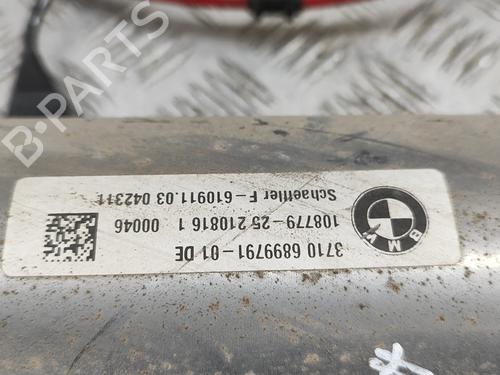 B-PARTS
BMW
3710 6899791-01 DE
108779-25 210816 1 00046
Schaeffler F-610911.03 042311